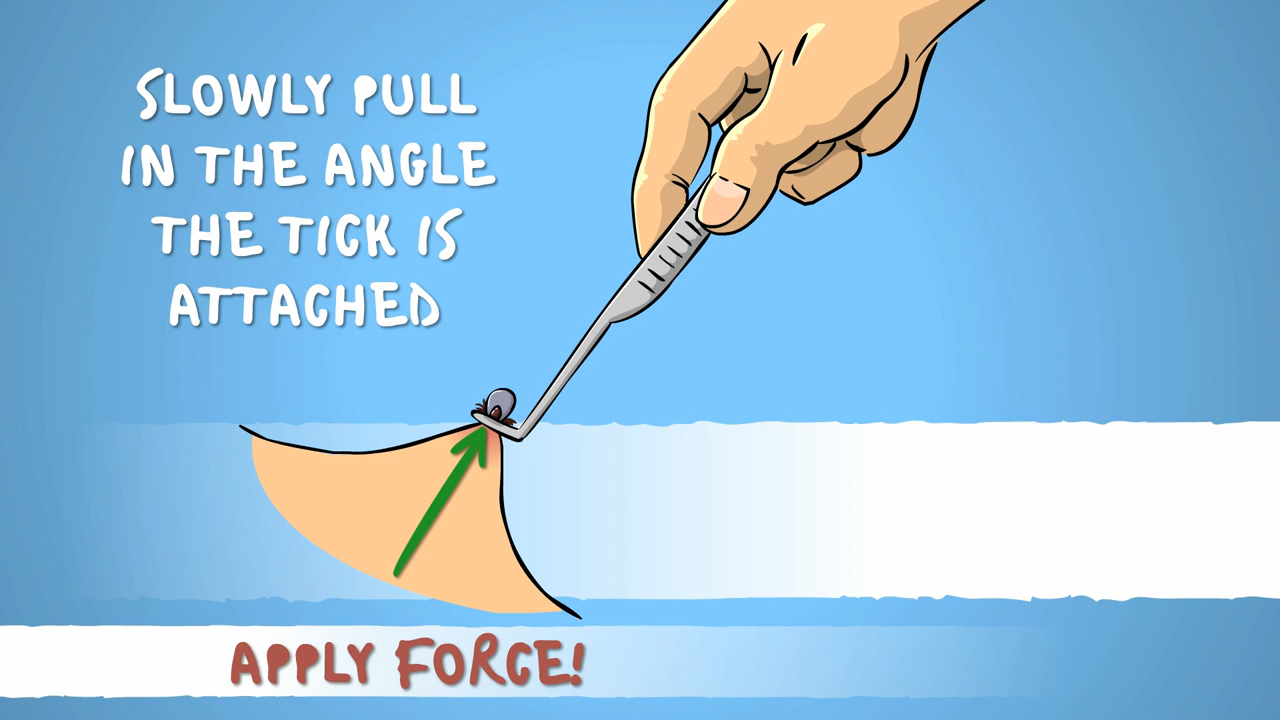 SLOWLY PULL
IN THE ANGLE
THE TICK IS
ATTACHED
APPLY FORCE!